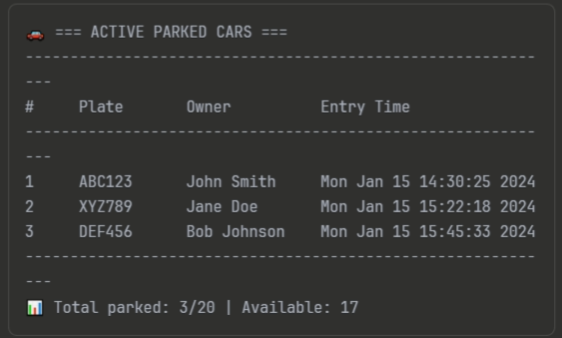 🚗 === ACTIVE PARKED CARS ===
---------------------------------------------------------
---
#     Plate       Owner          Entry Time
---------------------------------------------------------
---
1     ABC123      John Smith     Mon Jan 15 14:30:25 2024
2     XYZ789      Jane Doe       Mon Jan 15 15:22:18 2024
3     DEF456      Bob Johnson    Mon Jan 15 15:45:33 2024
---------------------------------------------------------
---
📊 Total parked: 3/20 | Available: 17